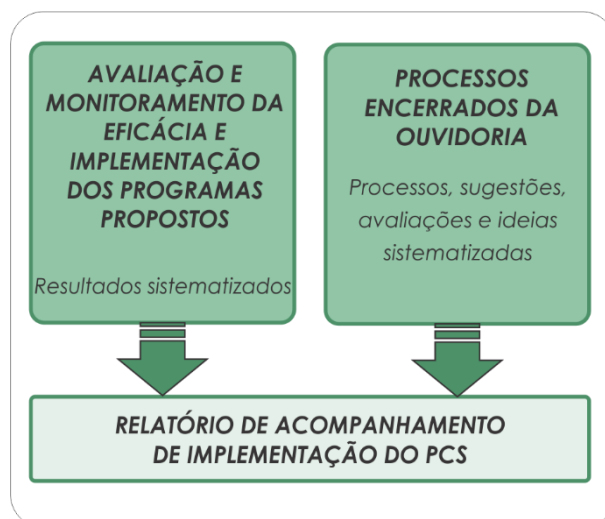 AVALIAÇÃO E
MONITORAMENTO DA
EFICÁCIA E
IMPLEMENTAÇÃO
DOS PROGRAMAS
PROPOSTOS
Resultados sistematizados
PROCESSOS
ENCERRADOS DA
OUVIDORIA
Processos, sugestões,
avaliações e ideias
sistematizadas
RELATÓRIO DE ACOMPANHAMENTO
DE IMPLEMENTAÇÃO DO PCS